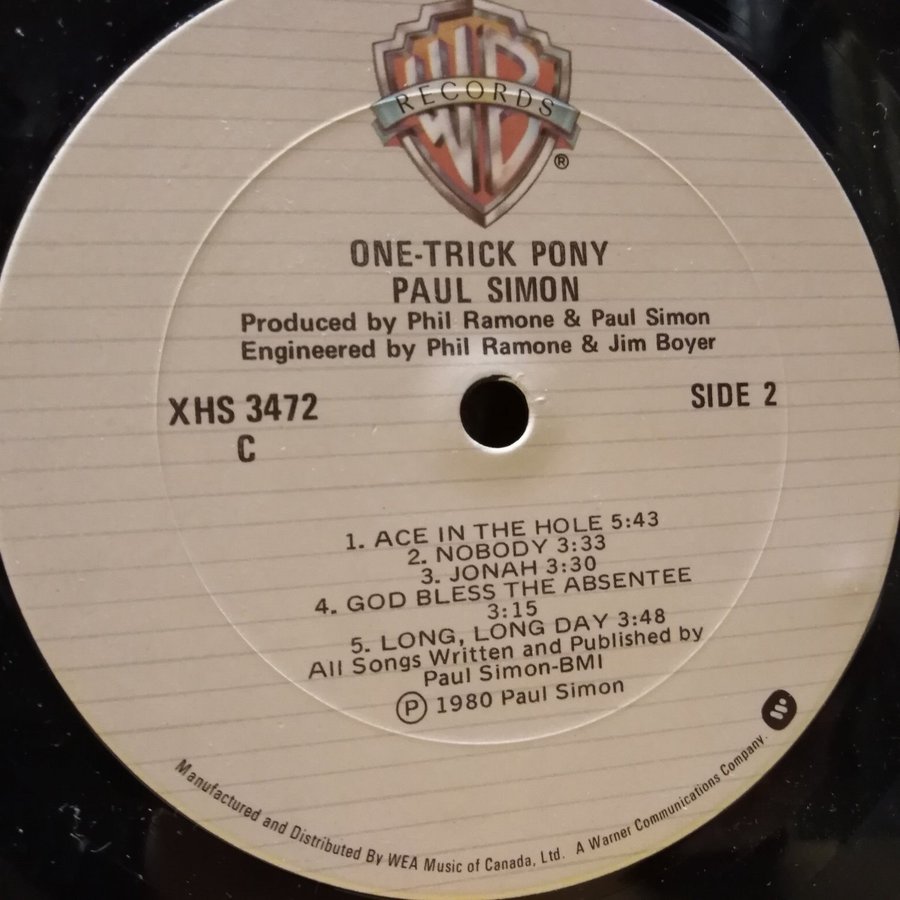 WB
RECORDS
®
ONE-TRICK PONY
PAUL SIMON
Produced by Phil Ramone & Paul Simon
Engineered by Phil Ramone & Jim Boyer
XHS 3472
C
SIDE 2
1. ACE IN THE HOLE 5:43
2. NOBODY 3:33
3. JONAH 3:30
4. GOD BLESS THE ABSENTEE
3:15
5. LONG, LONG DAY 3:48
All Songs Written and Published by
Paul Simon-BMI
Ⓟ 1980 Paul Simon
Manufactured and Distributed By WEA Music of Canada, Ltd. A Warner Communications Company.